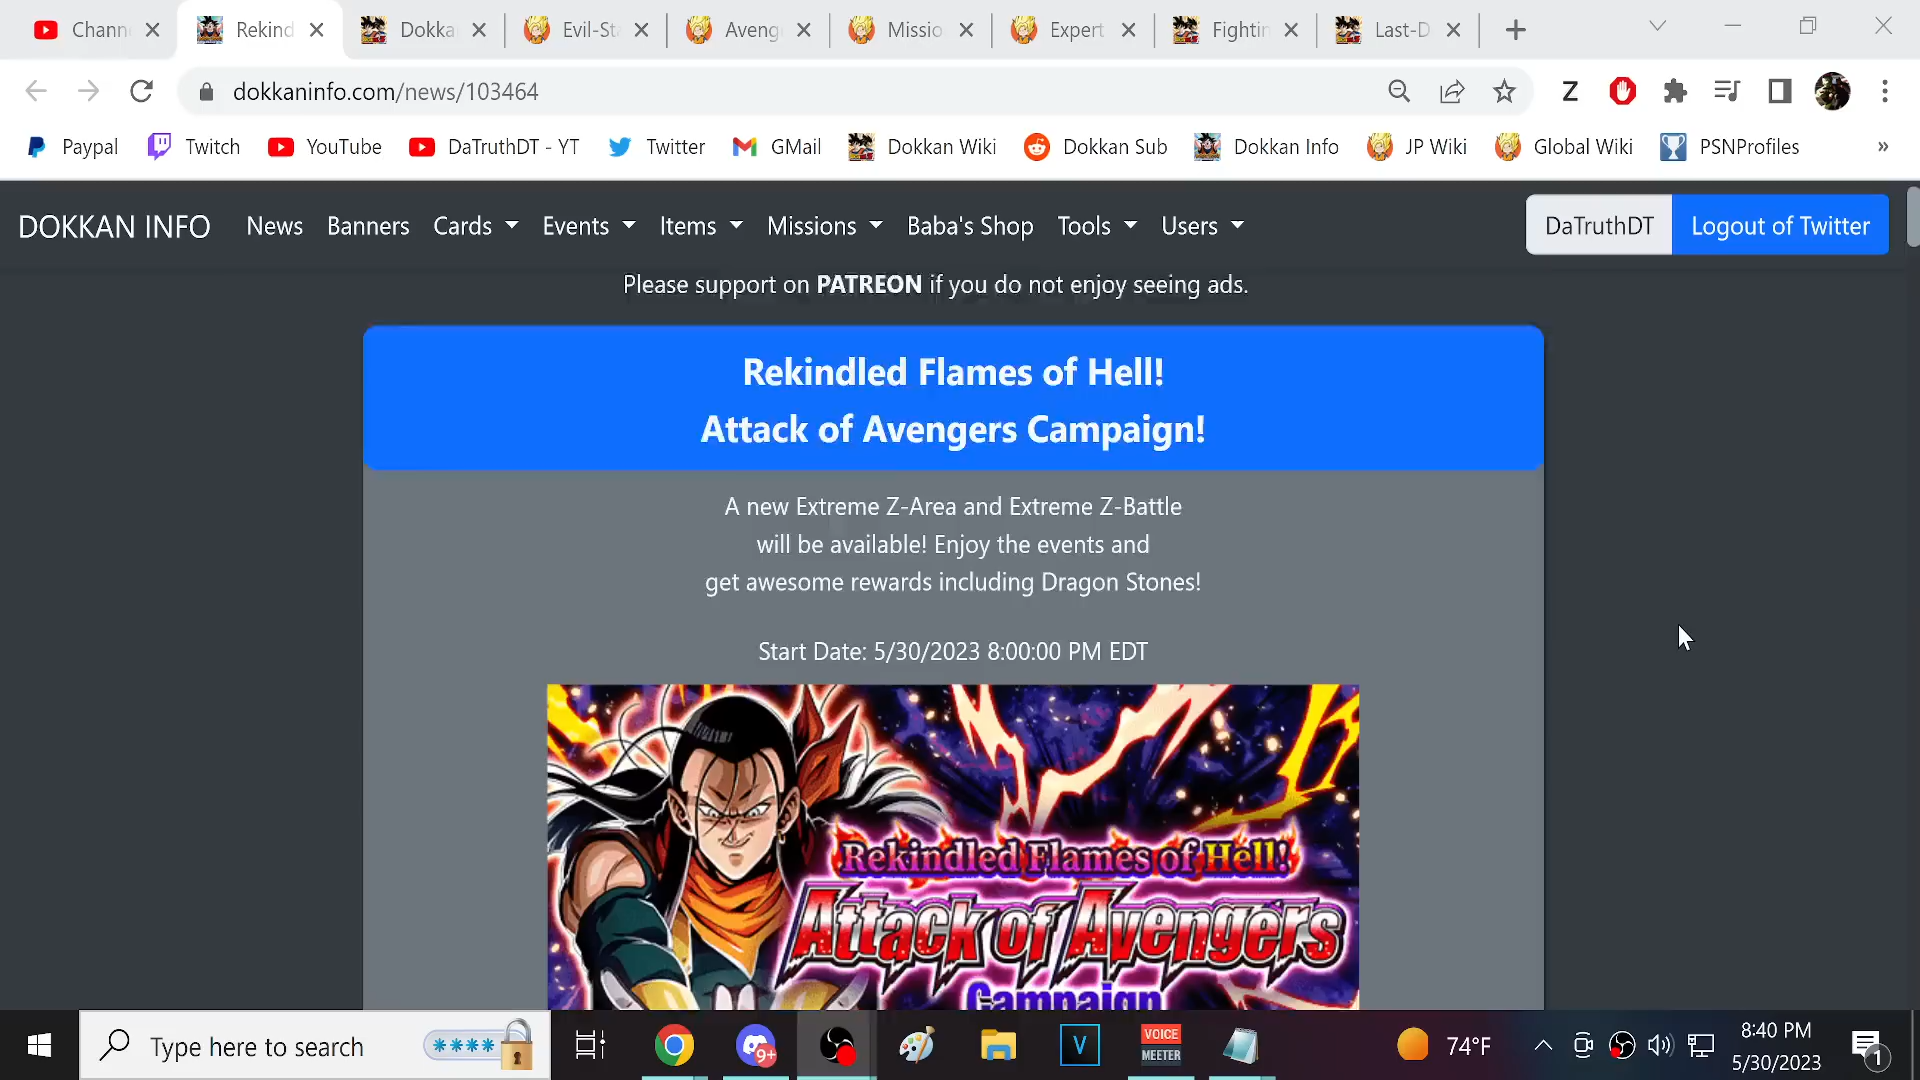 Chann
Rekind
Dokka
Evil-Sta
Aveng
Missio
Expert
Fightin
Last-D
dokkaninfo.com/news/103464
Z
Paypal
Twitch
YouTube
DaTruthDT - YT
Twitter
GMail
Dokkan Wiki
Dokkan Sub
Dokkan Info
JP Wiki
Global Wiki
PSNProfiles
»
DOKKAN INFO
News
Banners
Cards
Events
Items
Missions
Baba's Shop
Tools
Users
DaTruthDT
Logout of Twitter
Please support on PATREON if you do not enjoy seeing ads.
Rekindled Flames of Hell!
Attack of Avengers Campaign!
A new Extreme Z-Area and Extreme Z-Battle
will be available! Enjoy the events and
get awesome rewards including Dragon Stones!
Start Date: 5/30/2023 8:00:00 PM EDT
Rekindled Flames of Hell!
Attack of Avengers
Campaign
Type here to search
****
9+
V
VOICE
MEETER
74°F
8:40 PM
5/30/2023
1